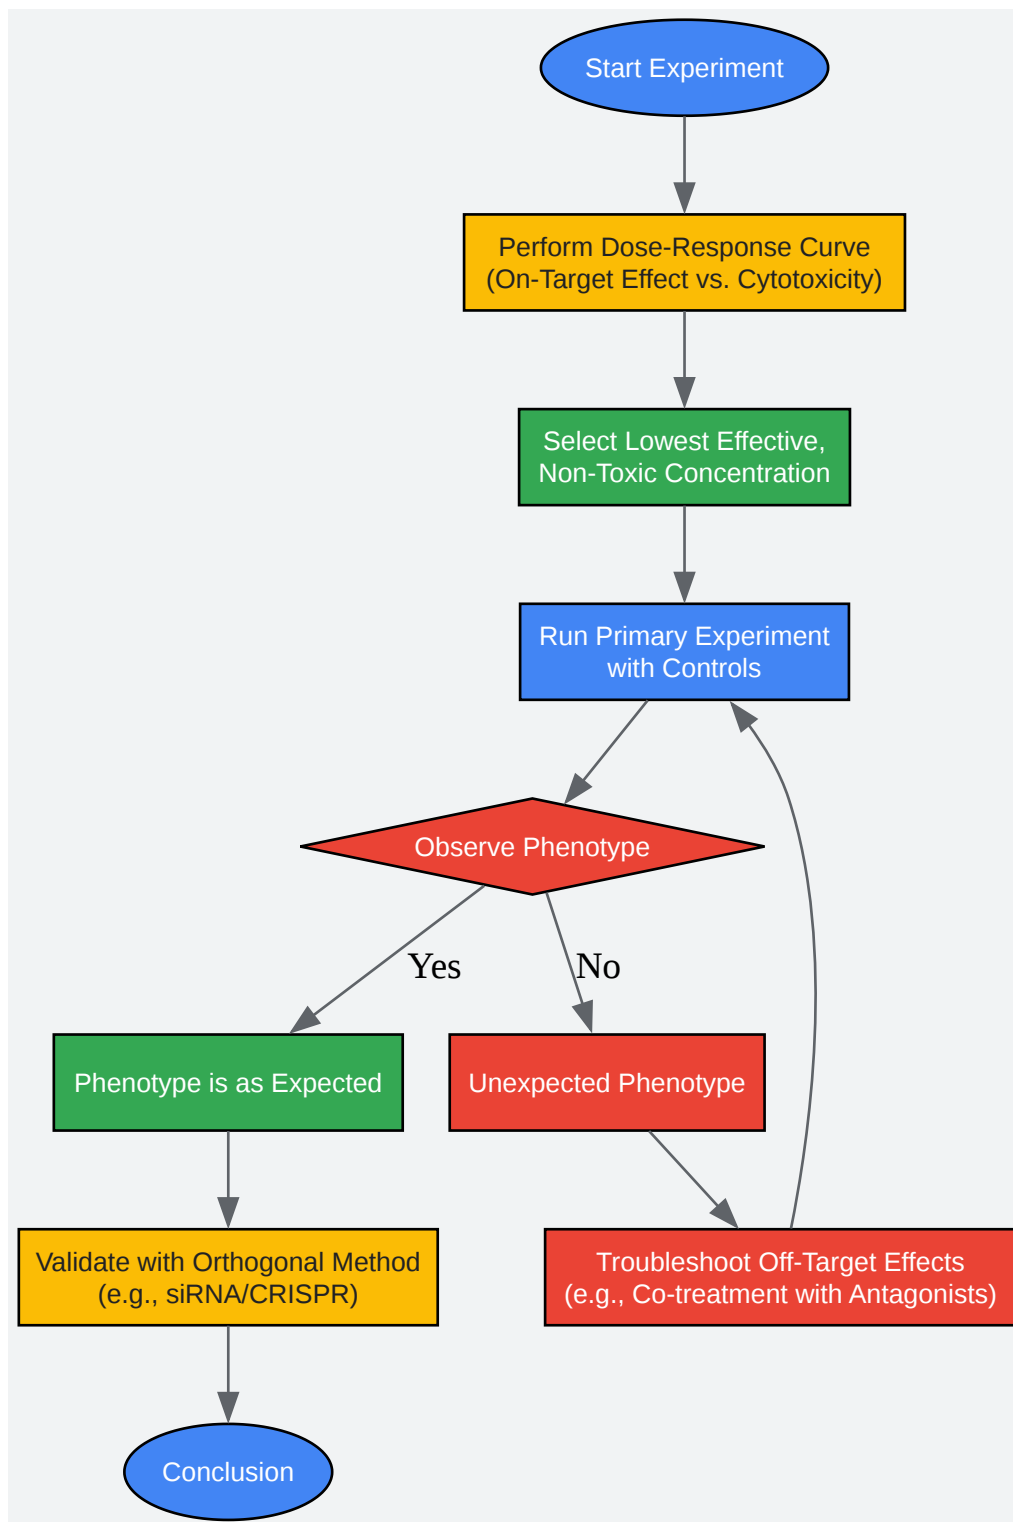 Start Experiment
Perform Dose-Response Curve
(On-Target Effect vs. Cytotoxicity)
Select Lowest Effective,
Non-Toxic Concentration
Run Primary Experiment
with Controls
Observe Phenotype
Yes
No
Phenotype is as Expected
Unexpected Phenotype
Validate with Orthogonal Method
(e.g., siRNA/CRISPR)
Troubleshoot Off-Target Effects
(e.g., Co-treatment with Antagonists)
Conclusion